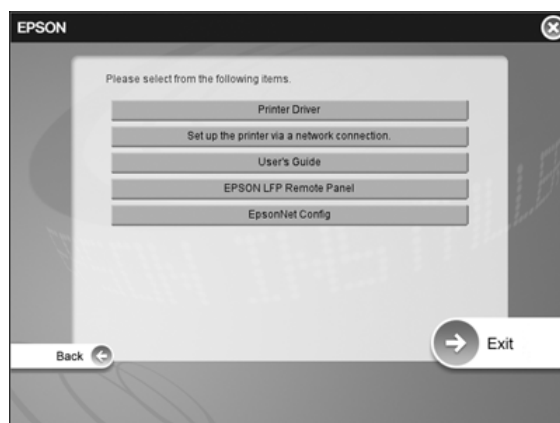 EPSON
Please select from the following items.
Printer Driver
Set up the printer via a network connection.
User's Guide
EPSON LFP Remote Panel
EpsonNet Config
Back
Exit